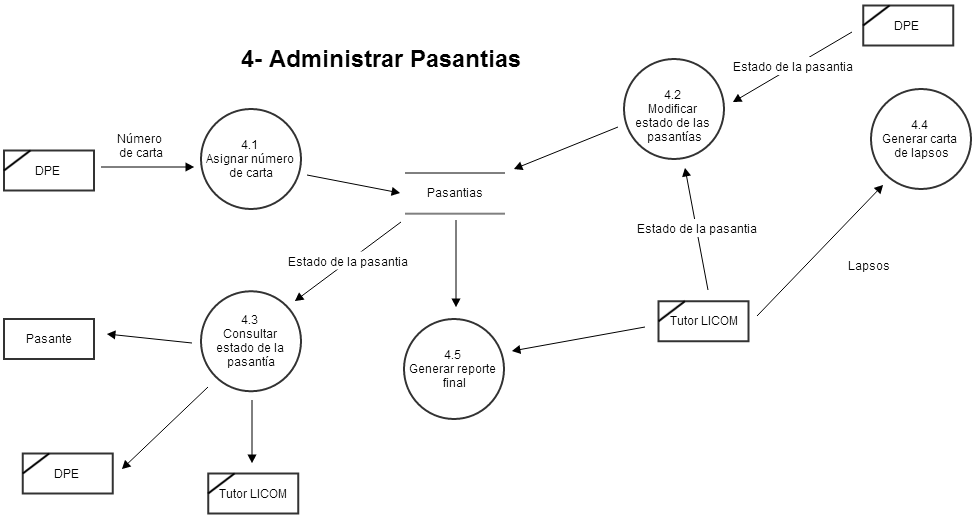 DPE
4- Administrar Pasantias
Estado de la pasantia
4.2
Modificar
estado de las
pasantías
4.4
Generar carta
de lapsos
Número
de carta
4.1
Asignar número
de carta
DPE
Pasantias
Estado de la pasantia
Estado de la pasantia
Lapsos
4.3
Consultar
estado de la
pasantía
Tutor LICOM
Pasante
4.5
Generar reporte
final
DPE
Tutor LICOM